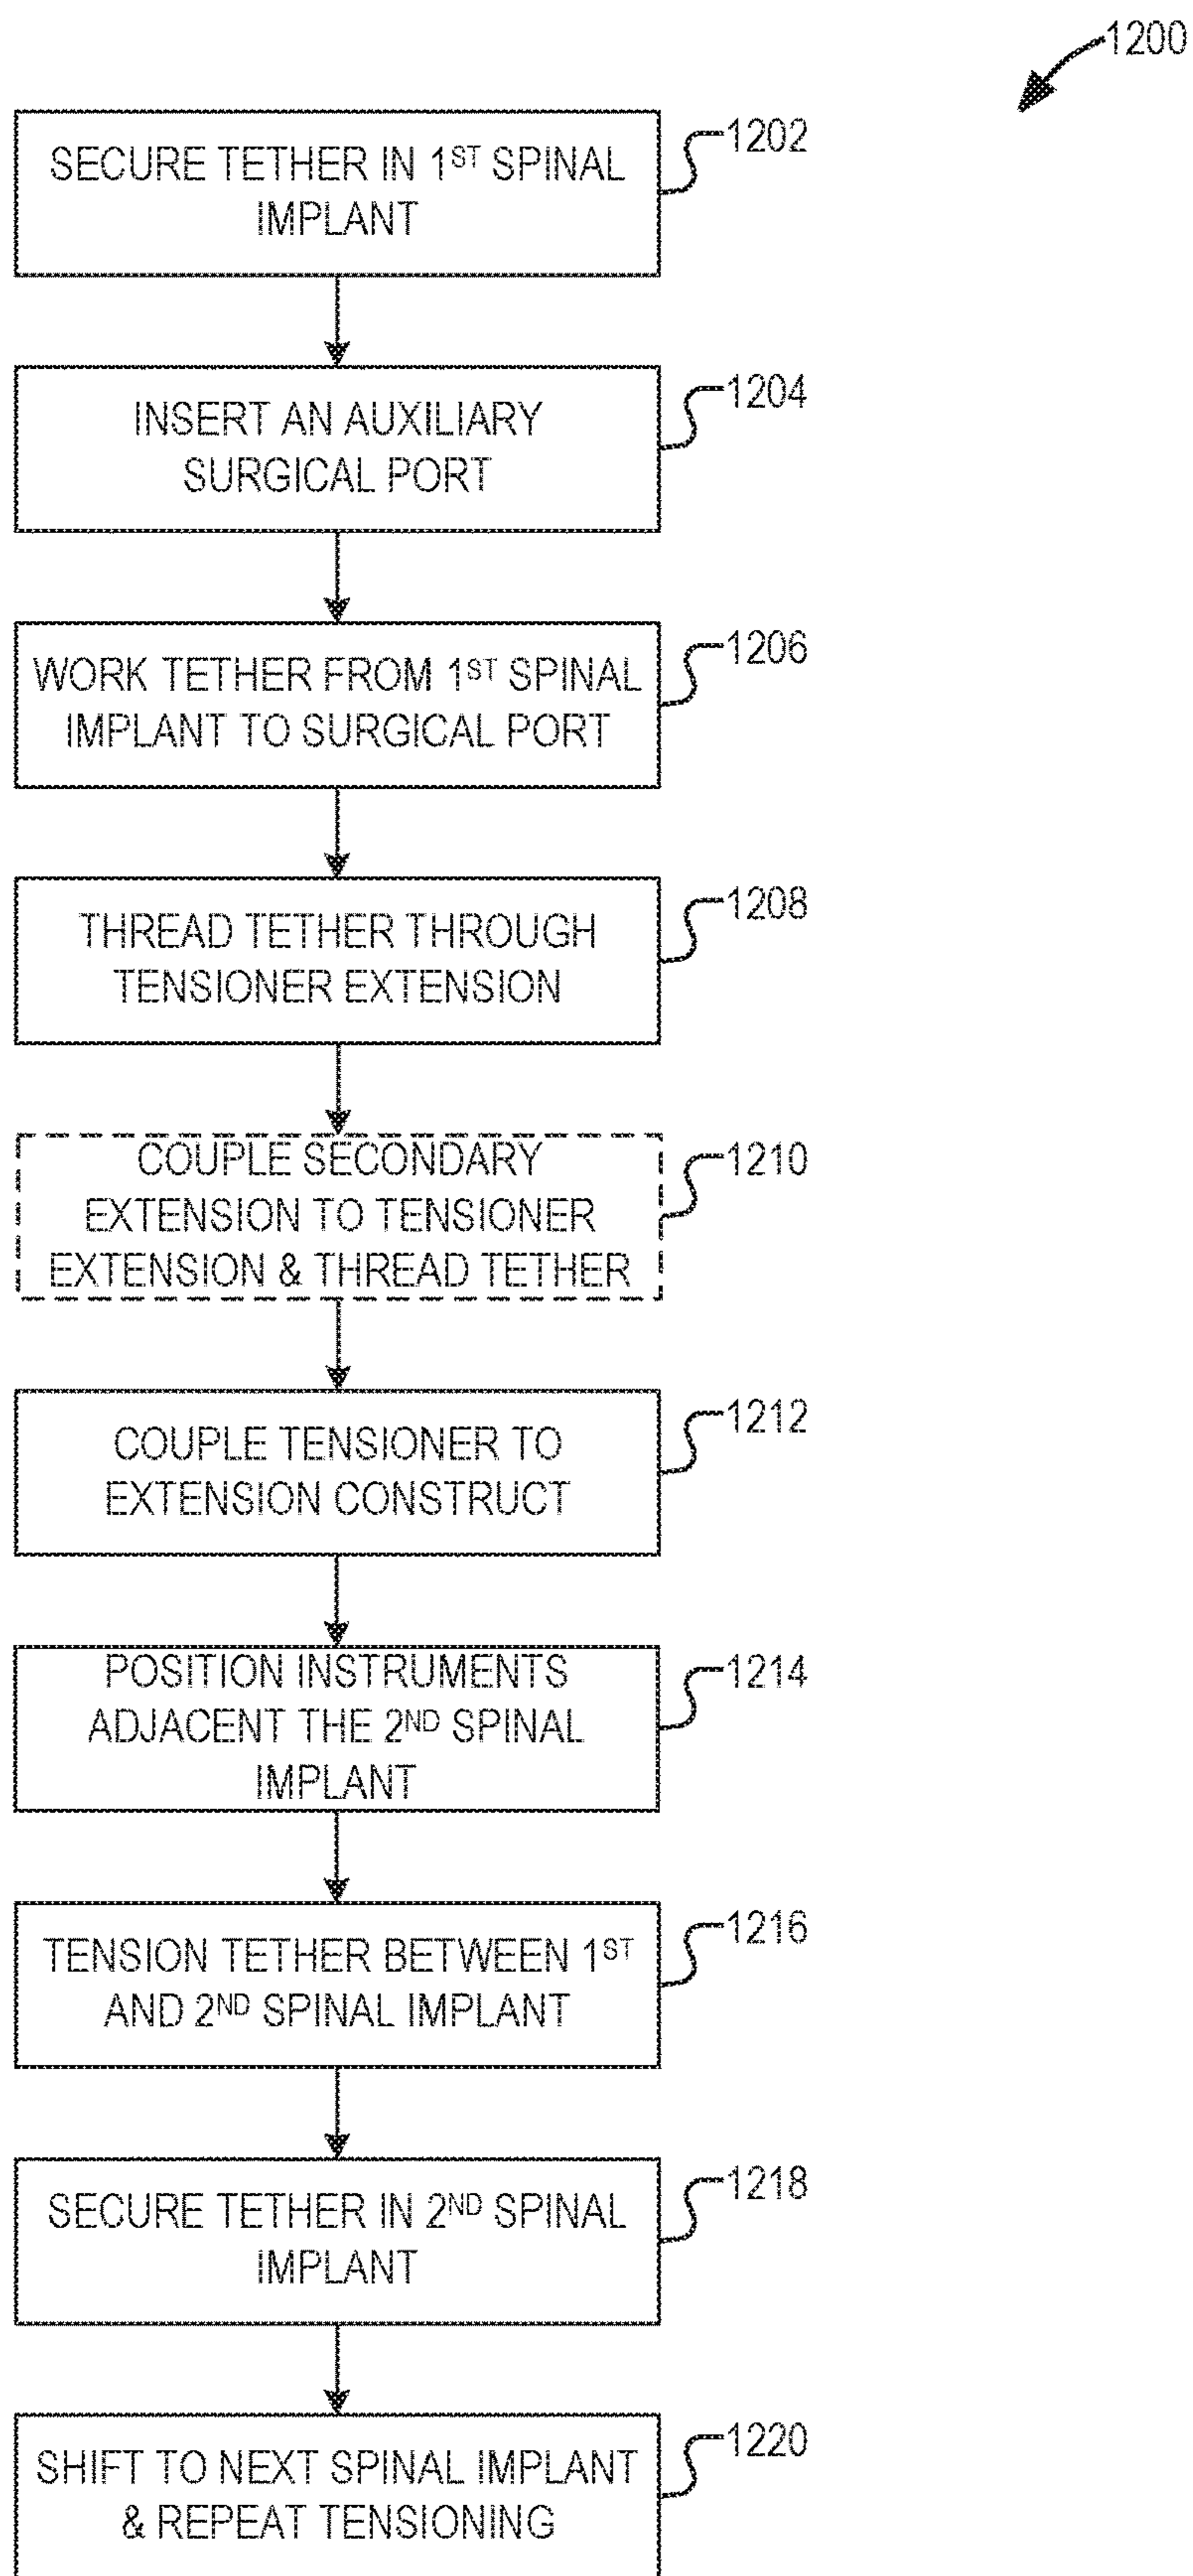 1200
SECURE TETHER IN 1ST SPINAL
IMPLANT
1202
INSERT AN AUXILIARY
SURGICAL PORT
1204
WORK TETHER FROM 1ST SPINAL
IMPLANT TO SURGICAL PORT
1206
THREAD TETHER THROUGH
TENSIONER EXTENSION
1208
COUPLE SECONDARY
EXTENSION TO TENSIONER
EXTENSION & THREAD TETHER
1210
COUPLE TENSIONER TO
EXTENSION CONSTRUCT
1212
POSITION INSTRUMENTS
ADJACENT THE 2ND SPINAL
IMPLANT
1214
TENSION TETHER BETWEEN 1ST
AND 2ND SPINAL IMPLANT
1216
SECURE TETHER IN 2ND SPINAL
IMPLANT
1218
SHIFT TO NEXT SPINAL IMPLANT
& REPEAT TENSIONING
1220